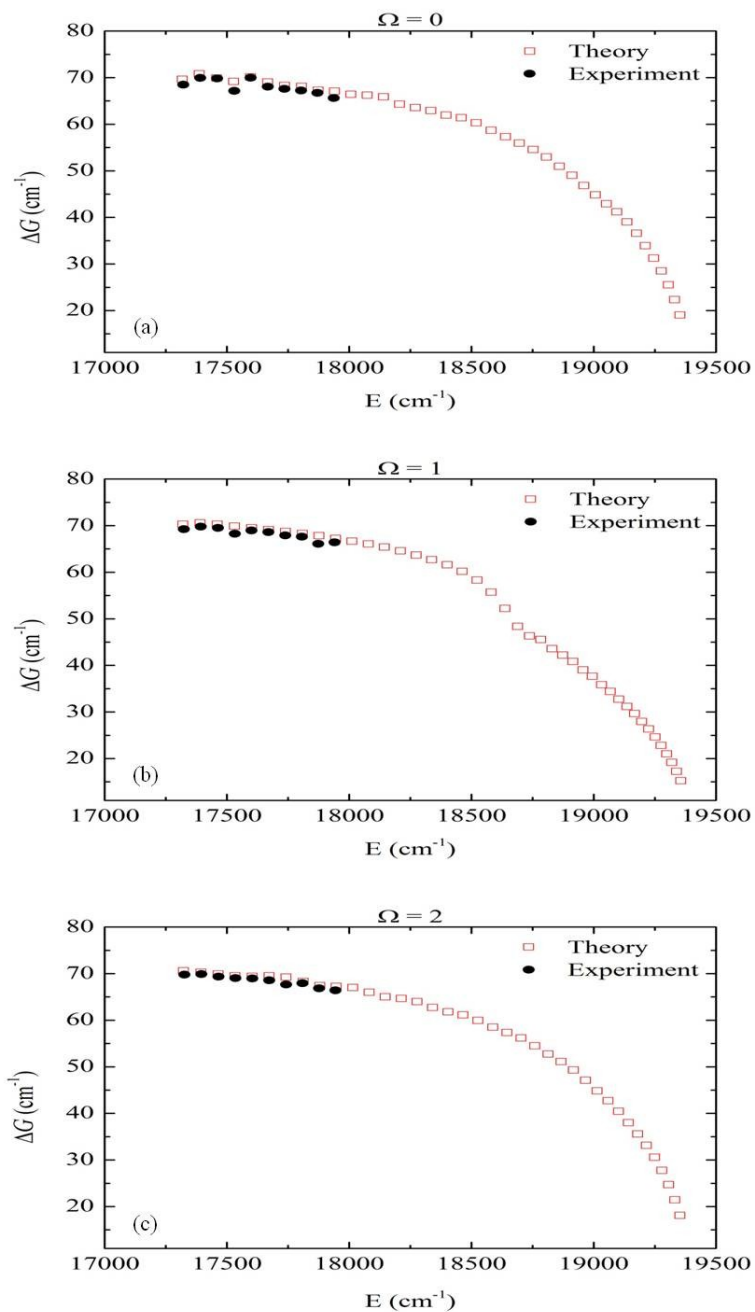 Ω = 0
80
70
60
50
40
30
20
ΔG (cm⁻¹)
Theory
Experiment
(a)
17000 17500 18000 18500 19000 19500
E (cm⁻¹)
Ω = 1
80
70
60
50
40
30
20
ΔG (cm⁻¹)
Theory
Experiment
(b)
17000 17500 18000 18500 19000 19500
E (cm⁻¹)
Ω = 2
80
70
60
50
40
30
20
ΔG (cm⁻¹)
Theory
Experiment
(c)
17000 17500 18000 18500 19000 19500
E (cm⁻¹)